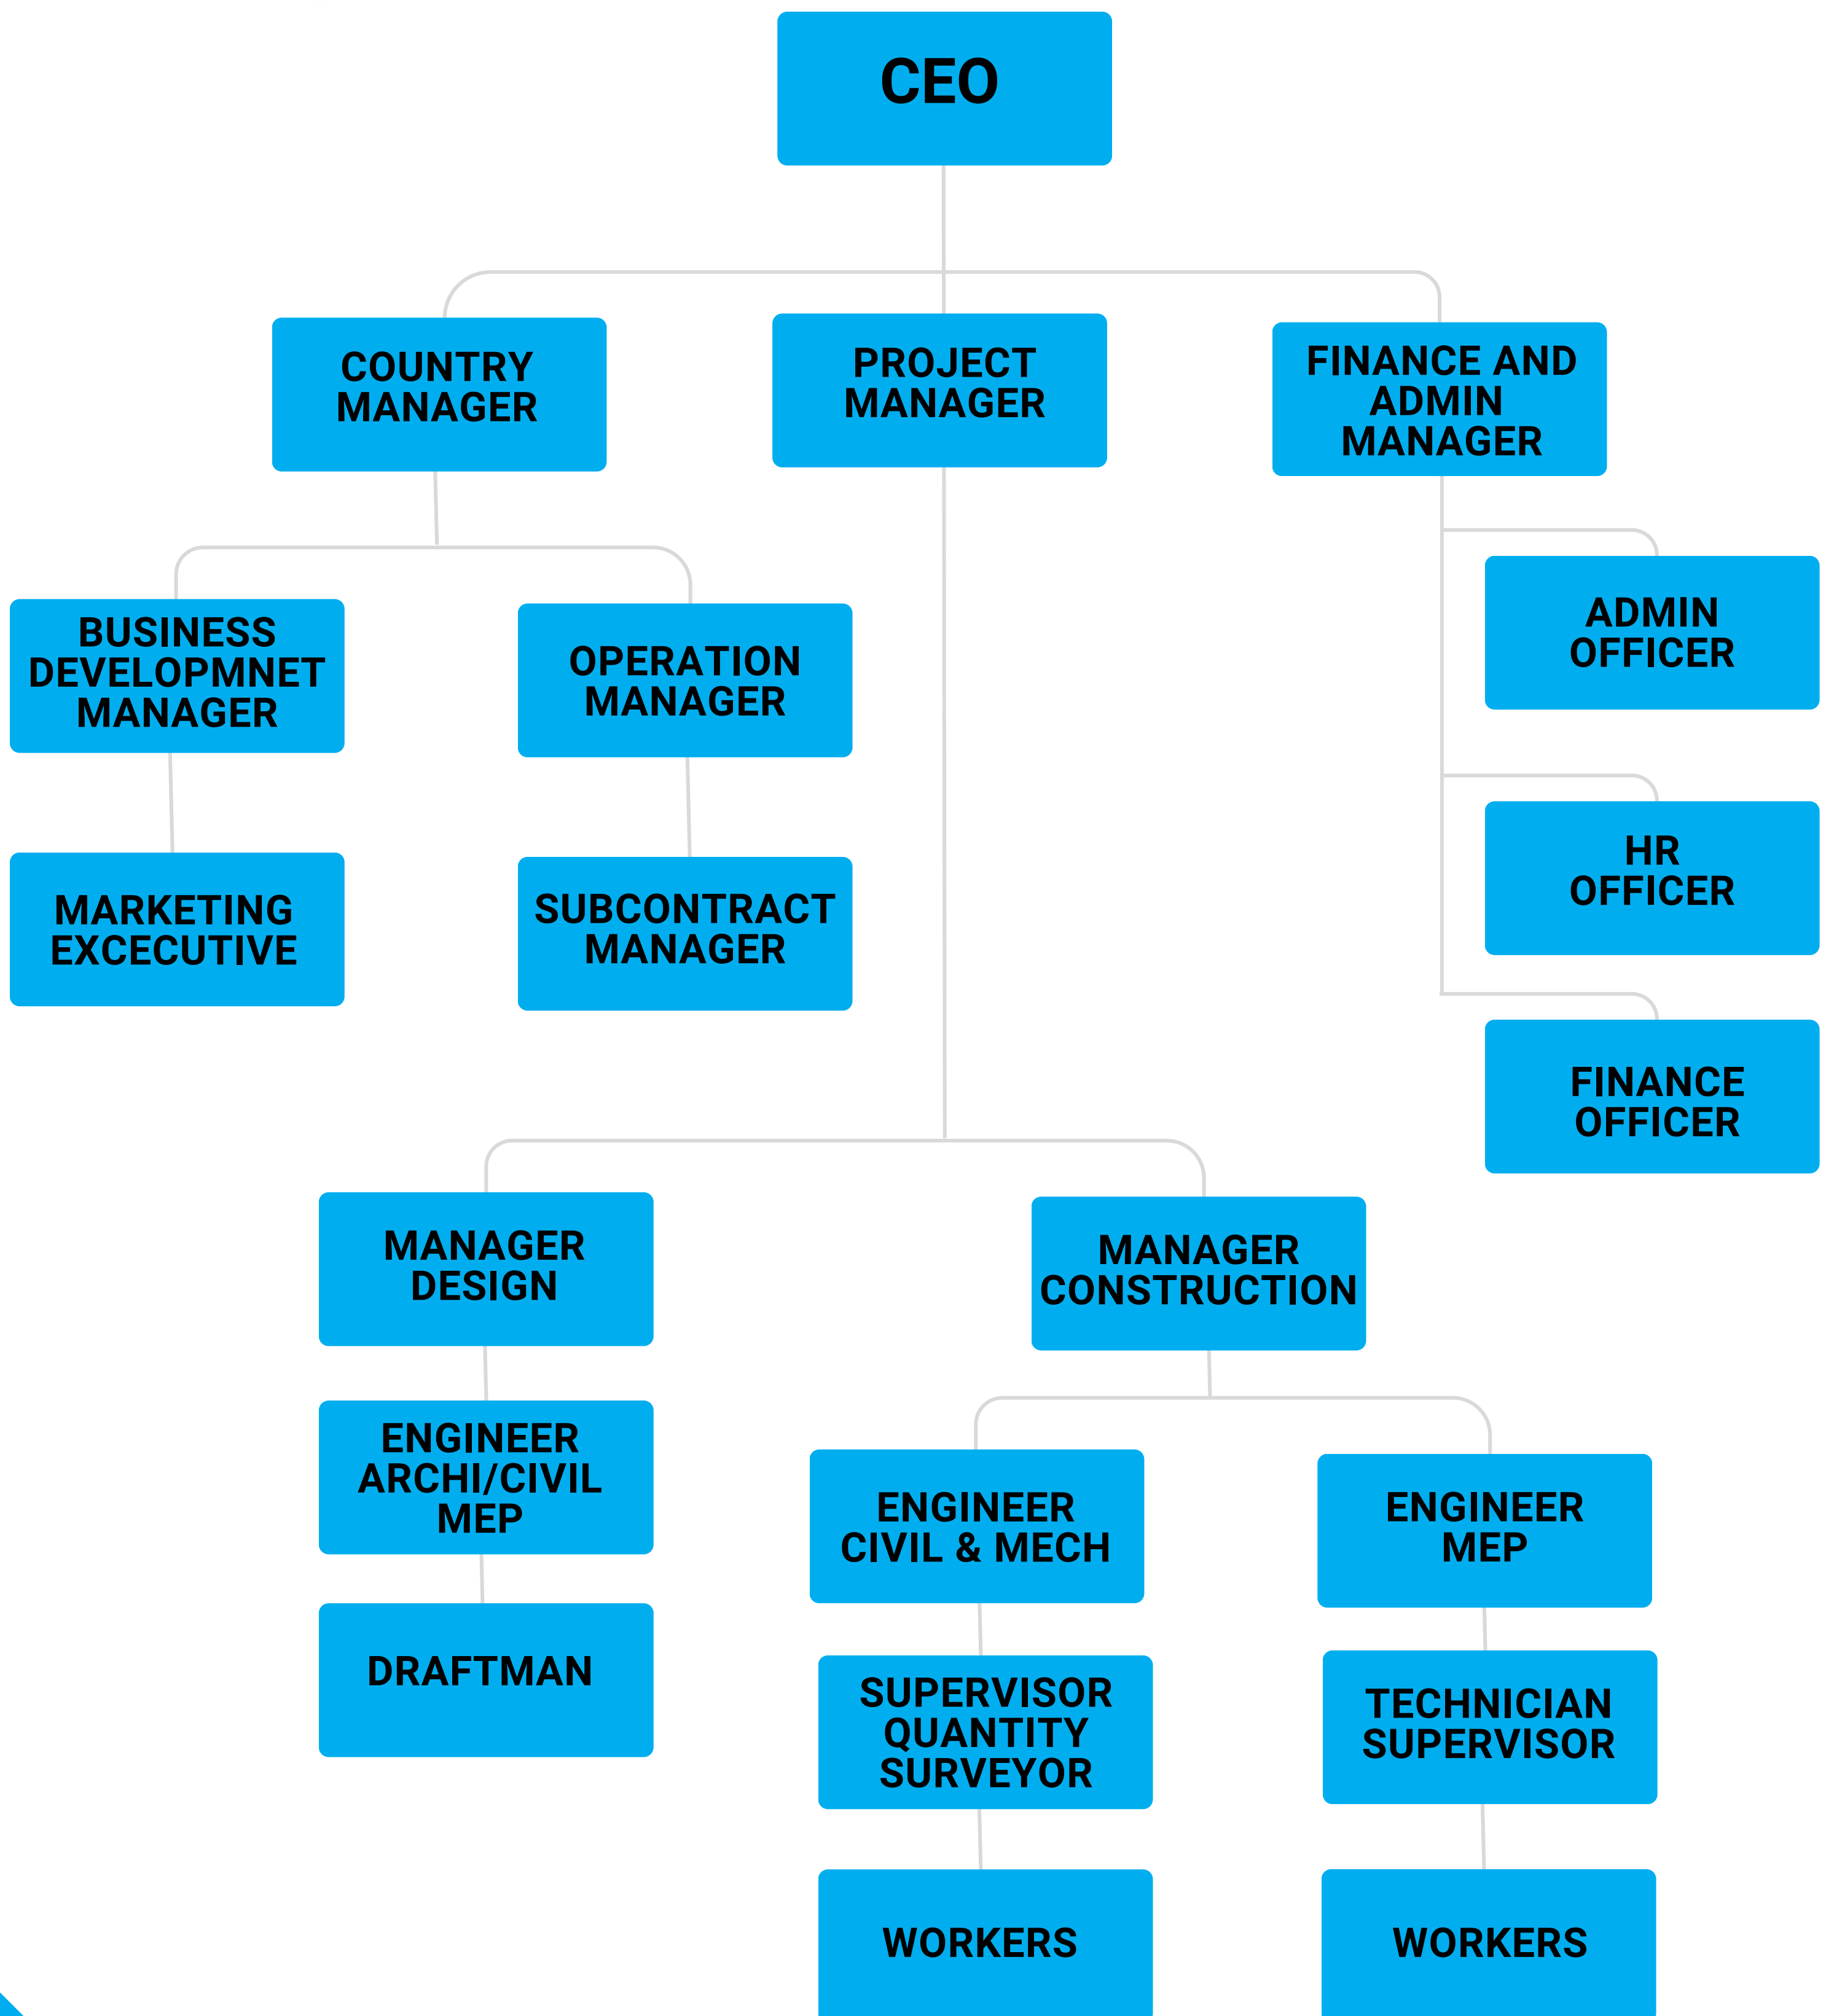 CEO
COUNTRY
MANAGER
PROJECT
MANAGER
FINANCE AND
ADMIN
MANAGER
BUSINESS
DEVELOPMNET
MANAGER
OPERATION
MANAGER
ADMIN
OFFICER
MARKETING
EXCECUTIVE
SUBCONTRACT
MANAGER
HR
OFFICER
FINANCE
OFFICER
MANAGER
DESIGN
MANAGER
CONSTRUCTION
ENGINEER
ARCHI/CIVIL
MEP
ENGINEER
CIVIL & MECH
ENGINEER
MEP
DRAFTMAN
SUPERVISOR
QUANTITY
SURVEYOR
TECHNICIAN
SUPERVISOR
WORKERS
WORKERS